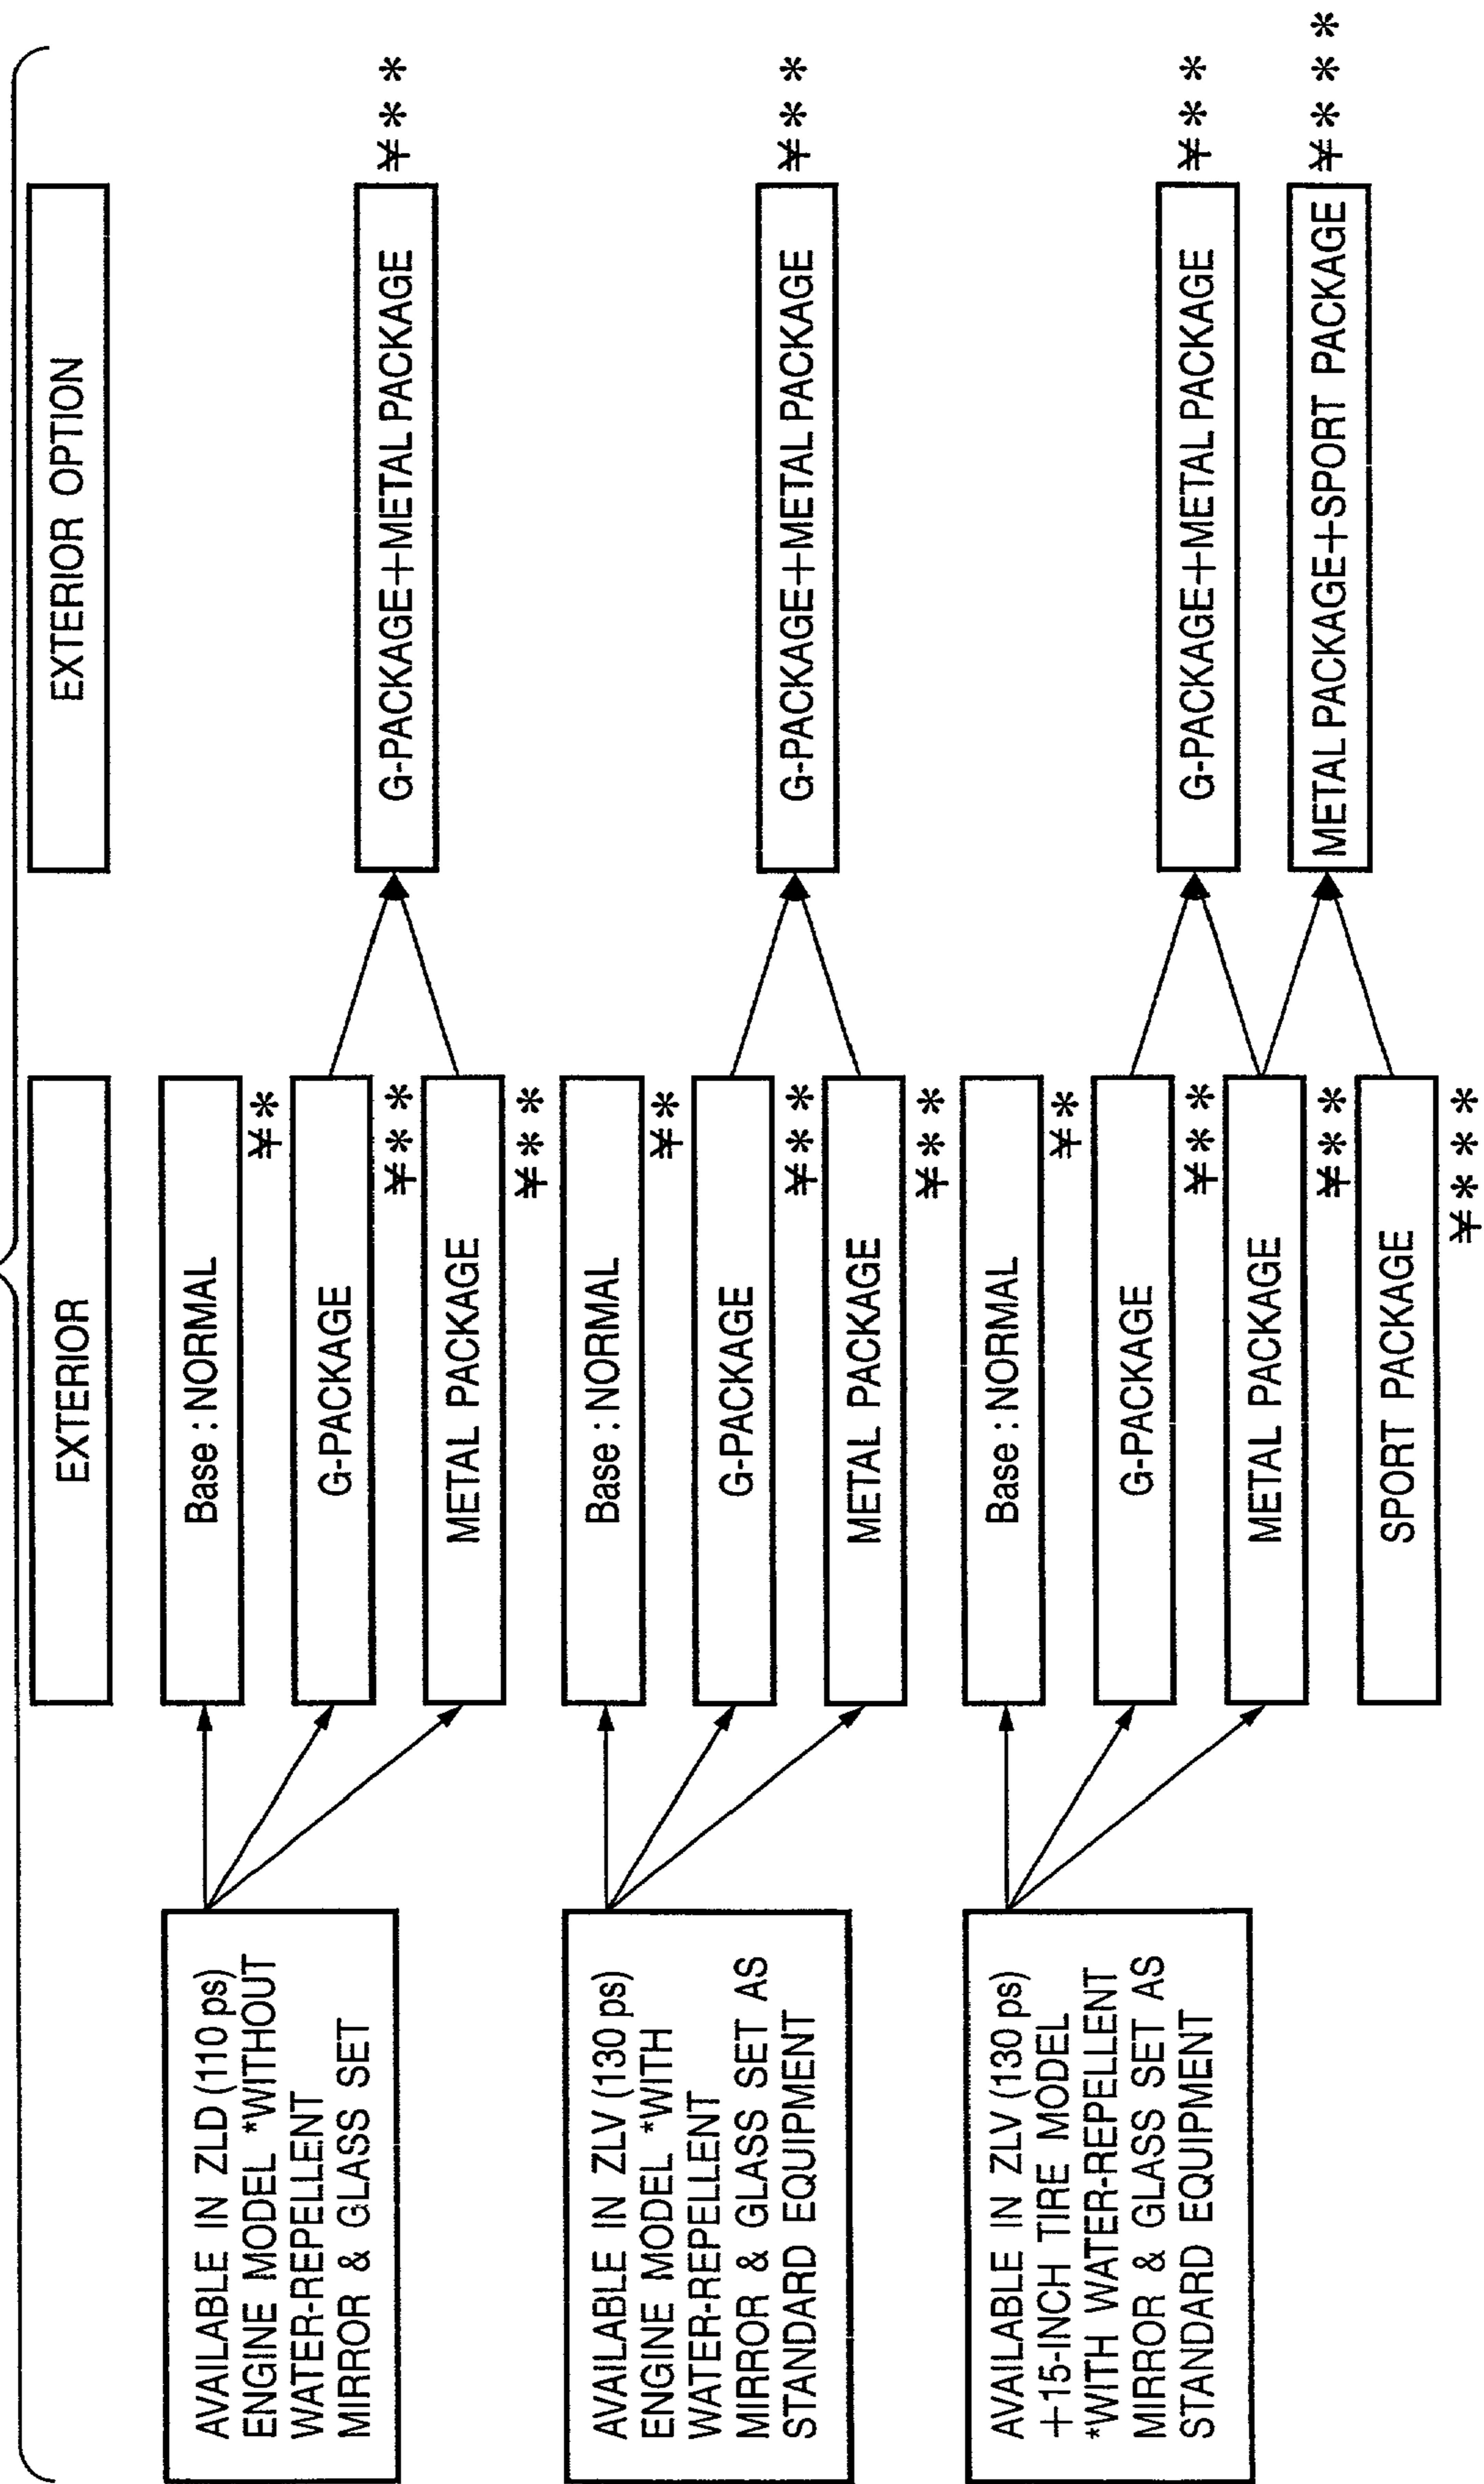 EXTERIOR
EXTERIOR OPTION
AVAILABLE IN ZLD (110 ps)
ENGINE MODEL *WITHOUT
WATER-REPELLENT
MIRROR & GLASS SET
Base : NORMAL
¥*
G-PACKAGE
¥**
METAL PACKAGE
¥**
G-PACKAGE+METAL PACKAGE
¥**
AVAILABLE IN ZLV (130 ps)
ENGINE MODEL *WITH
WATER-REPELLENT
MIRROR & GLASS SET AS
STANDARD EQUIPMENT
Base : NORMAL
¥*
G-PACKAGE
¥**
METAL PACKAGE
¥**
G-PACKAGE+METAL PACKAGE
¥**
AVAILABLE IN ZLV (130 ps)
+15-INCH TIRE MODEL
*WITH WATER-REPELLENT
MIRROR & GLASS SET AS
STANDARD EQUIPMENT
Base : NORMAL
¥*
G-PACKAGE
¥**
METAL PACKAGE
¥**
SPORT PACKAGE
¥***
G-PACKAGE+METAL PACKAGE
¥**
METAL PACKAGE+SPORT PACKAGE
¥***